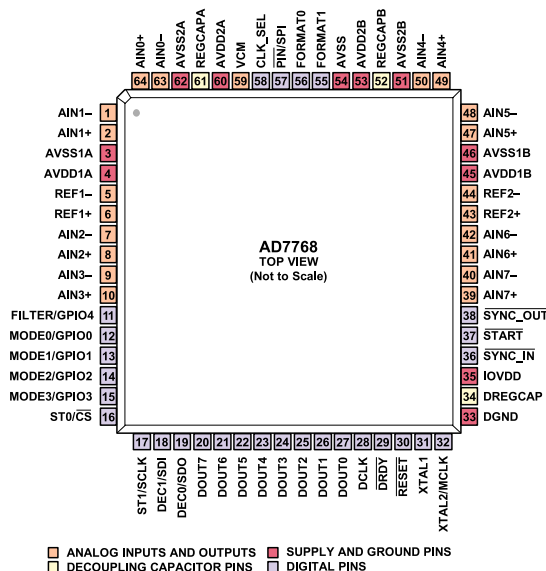 AIN0+
AIN0–
AVSS2A
REGCAPA
AVDD2A
VCM
CLK_SEL
PIN/SPI
FORMAT0
FORMAT1
AVSS
AVDD2B
REGCAPB
AVSS2B
AIN4–
AIN4+
64 63 62 61 60 59 58 57 56 55 54 53 52 51 50 49
AIN1– 1
AIN1+ 2
AVSS1A 3
AVDD1A 4
REF1– 5
REF1+ 6
AIN2– 7
AIN2+ 8
AIN3– 9
AIN3+ 10
FILTER/GPIO4 11
MODE0/GPIO0 12
MODE1/GPIO1 13
MODE2/GPIO2 14
MODE3/GPIO3 15
ST0/CS 16
AD7768
TOP VIEW
(Not to Scale)
48 AIN5–
47 AIN5+
46 AVSS1B
45 AVDD1B
44 REF2–
43 REF2+
42 AIN6–
41 AIN6+
40 AIN7–
39 AIN7+
38 SYNC_OUT
37 START
36 SYNC_IN
35 IOVDD
34 DREGCAP
33 DGND
17 18 19 20 21 22 23 24 25 26 27 28 29 30 31 32
ST1/SCLK
DEC1/SDI
DEC0/SDO
DOUT7
DOUT6
DOUT5
DOUT4
DOUT3
DOUT2
DOUT1
DOUT0
DCLK
DRDY
RESET
XTAL1
XTAL2/MCLK
ANALOG INPUTS AND OUTPUTS
SUPPLY AND GROUND PINS
DECOUPLING CAPACITOR PINS
DIGITAL PINS